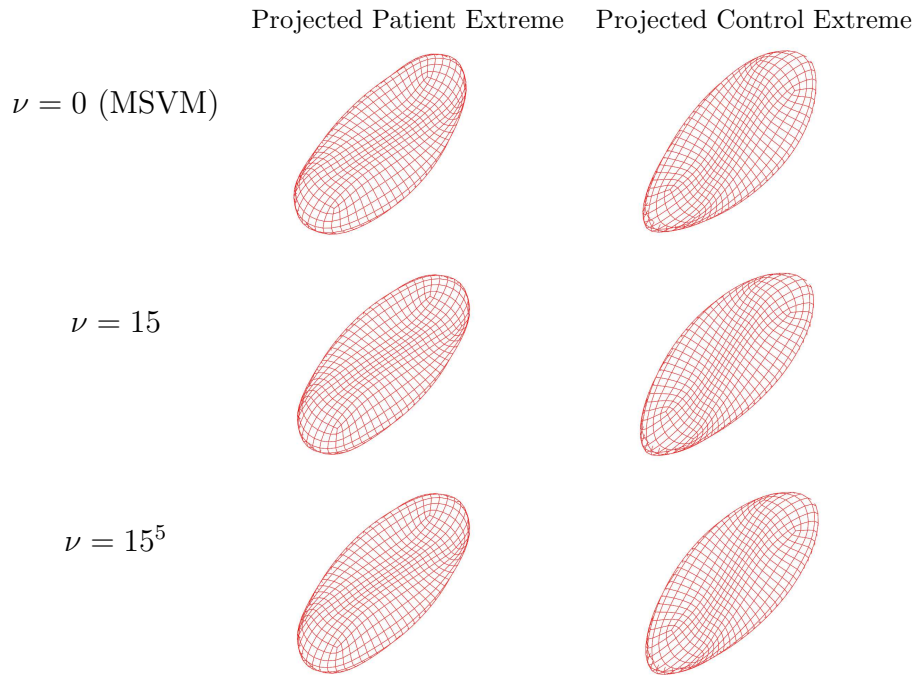 Projected Patient Extreme Projected Control Extreme
ν = 0 (MSVM)
ν = 15
ν = 15⁵